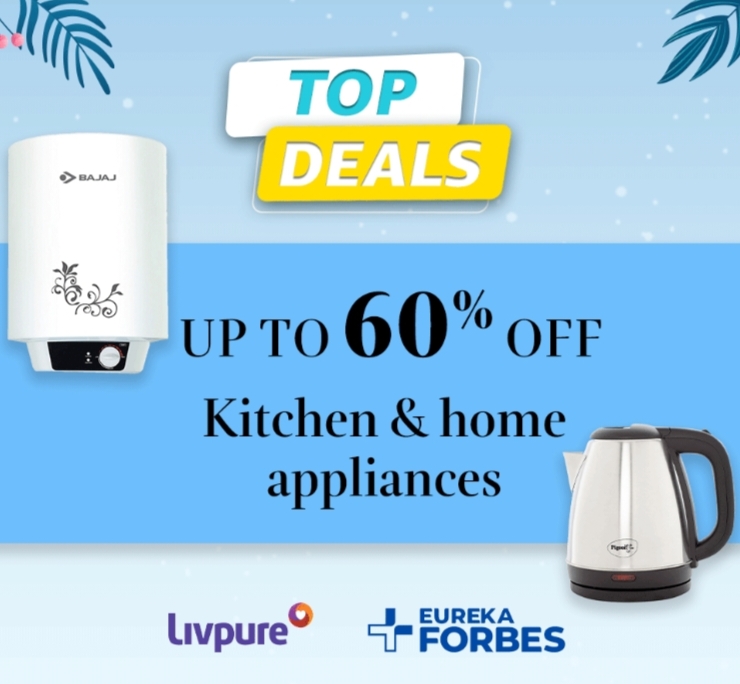 TOP
DEALS
BAJAJ
UP TO 60% OFF
Kitchen & home
appliances
Pigeon
Livpure
EUREKA
FORBES